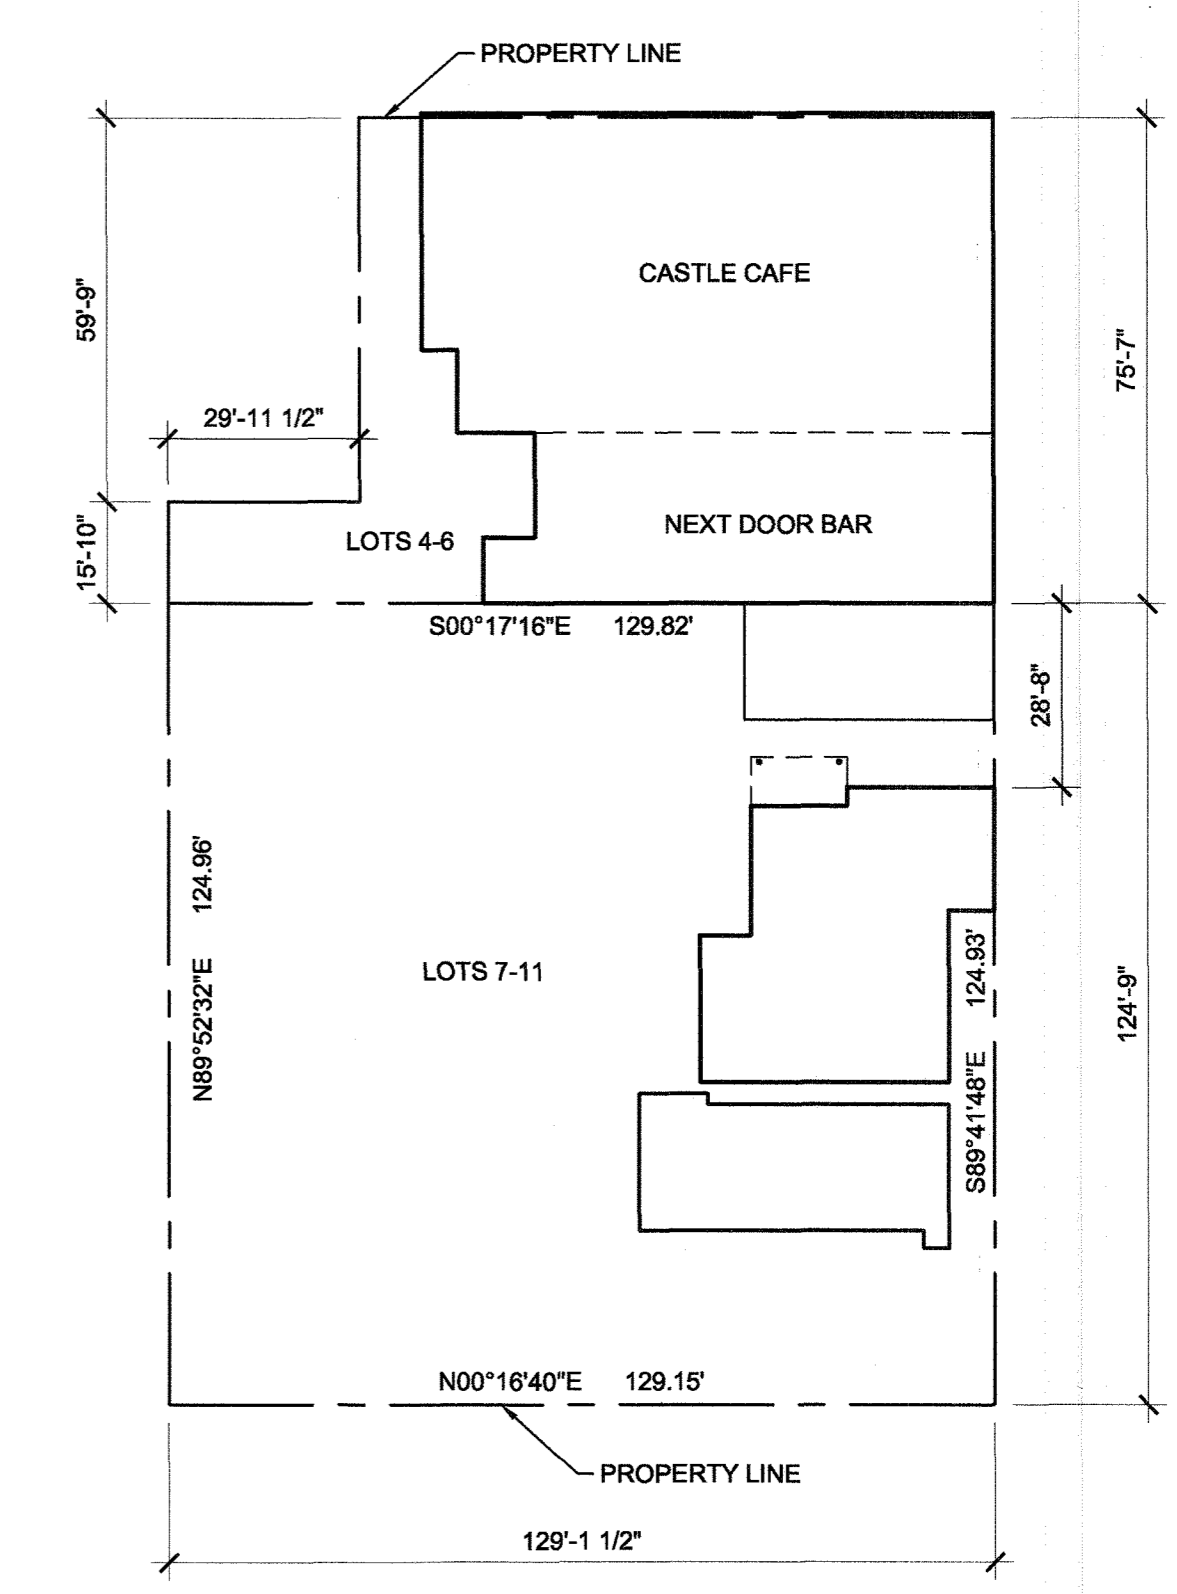 PROPERTY LINE
CASTLE CAFE
59'-9"
75'-7"
29'-11 1/2"
NEXT DOOR BAR
LOTS 4-6
15'-10"
S00°17'16"E 129.82'
28'-8"
N89°52'32"E 124.96'
LOTS 7-11
S89°41'48"E 124.93'
124'-9"
N00°16'40"E 129.15'
PROPERTY LINE
129'-1 1/2"